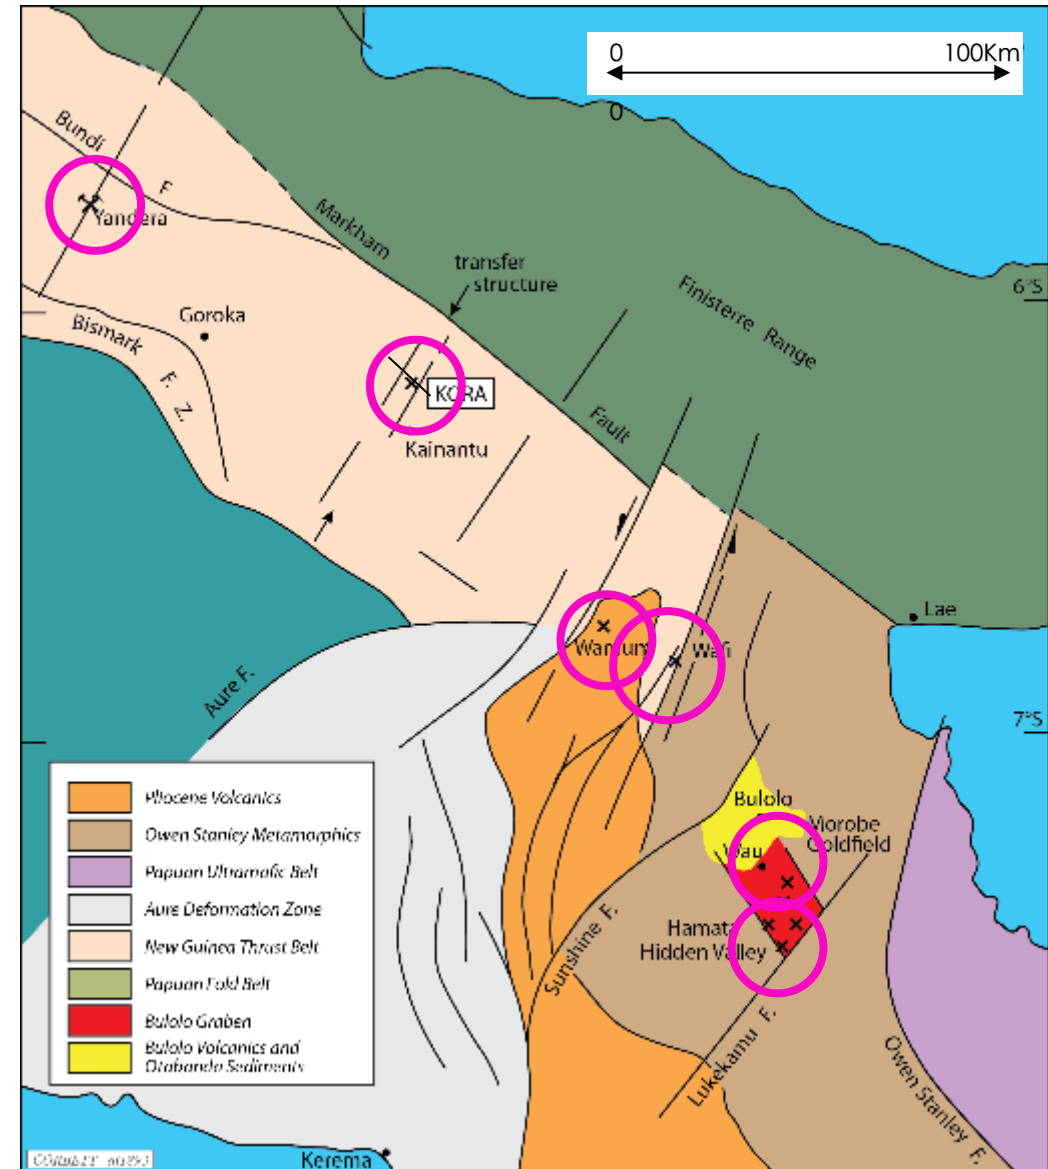 0 100Km
0
Bundi
F.
Yandera
Markham
transfer
structure
Finisterre Range
6°S
Goroka
Bismark
F. Z.
KORA
Fault
Kainantu
Lae
Wafi
Aure F.
7°S
Pliocene Volcanics
Owen Stanley Metamorphics
Papuan Ultramafic Belt
Aure Deformation Zone
New Guinea Thrust Belt
Papuan Fold Belt
Bulolo Graben
Bulolo Volcanics and
Otabanda Sediments
Bulolo
Morobe
Goldfield
Wau
Hamata
Hidden Valley
Sunshine F.
Lukekamu F.
Owen Stanley F.
Kerema